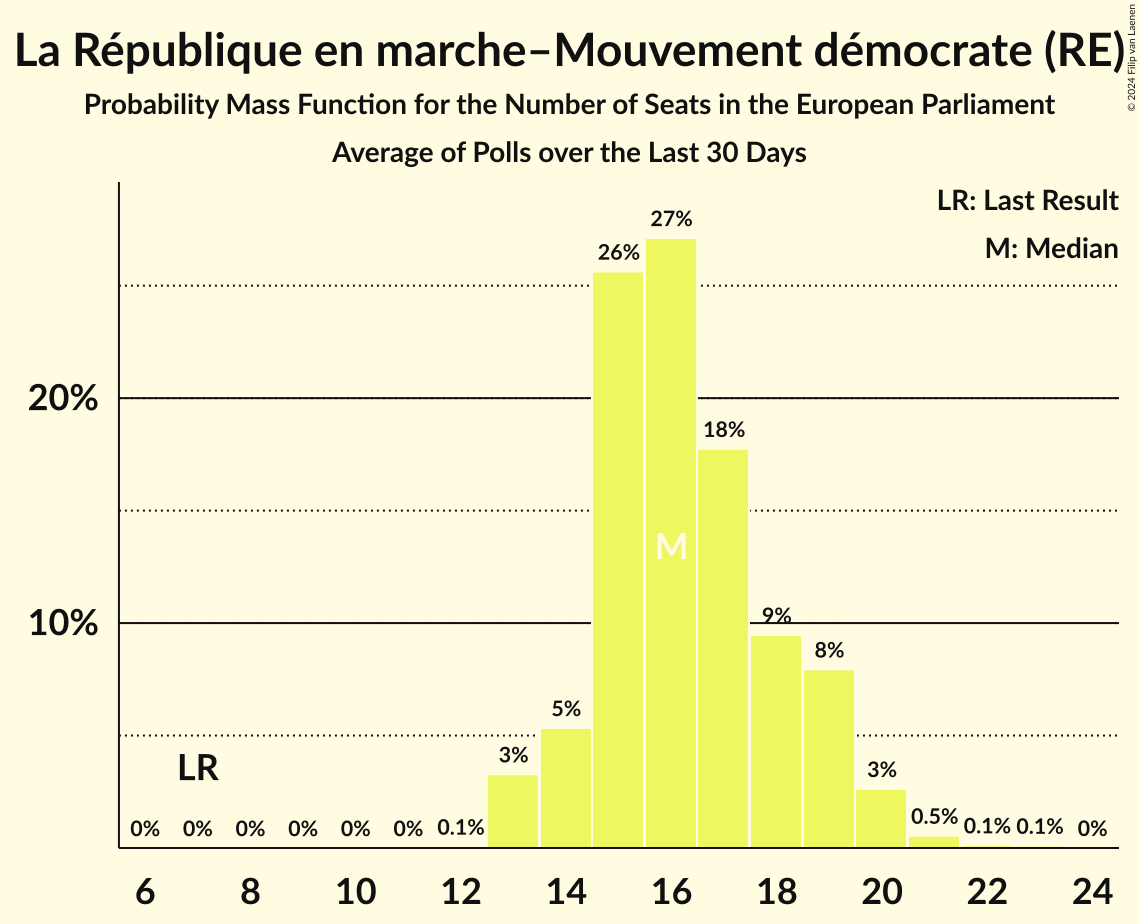 La République en marche–Mouvement démocrate (RE)
© 2024 Filip van Laenen
Probability Mass Function for the Number of Seats in the European Parliament
Average of Polls over the Last 30 Days
LR: Last Result
M: Median
27%
26%
20%
18%
M
10%
9%
8%
5%
3%
LR
3%
0% 0% 0% 0% 0% 0% 0.1% 0.5% 0.1% 0.1% 0%
6 8 10 12 14 16 18 20 22 24